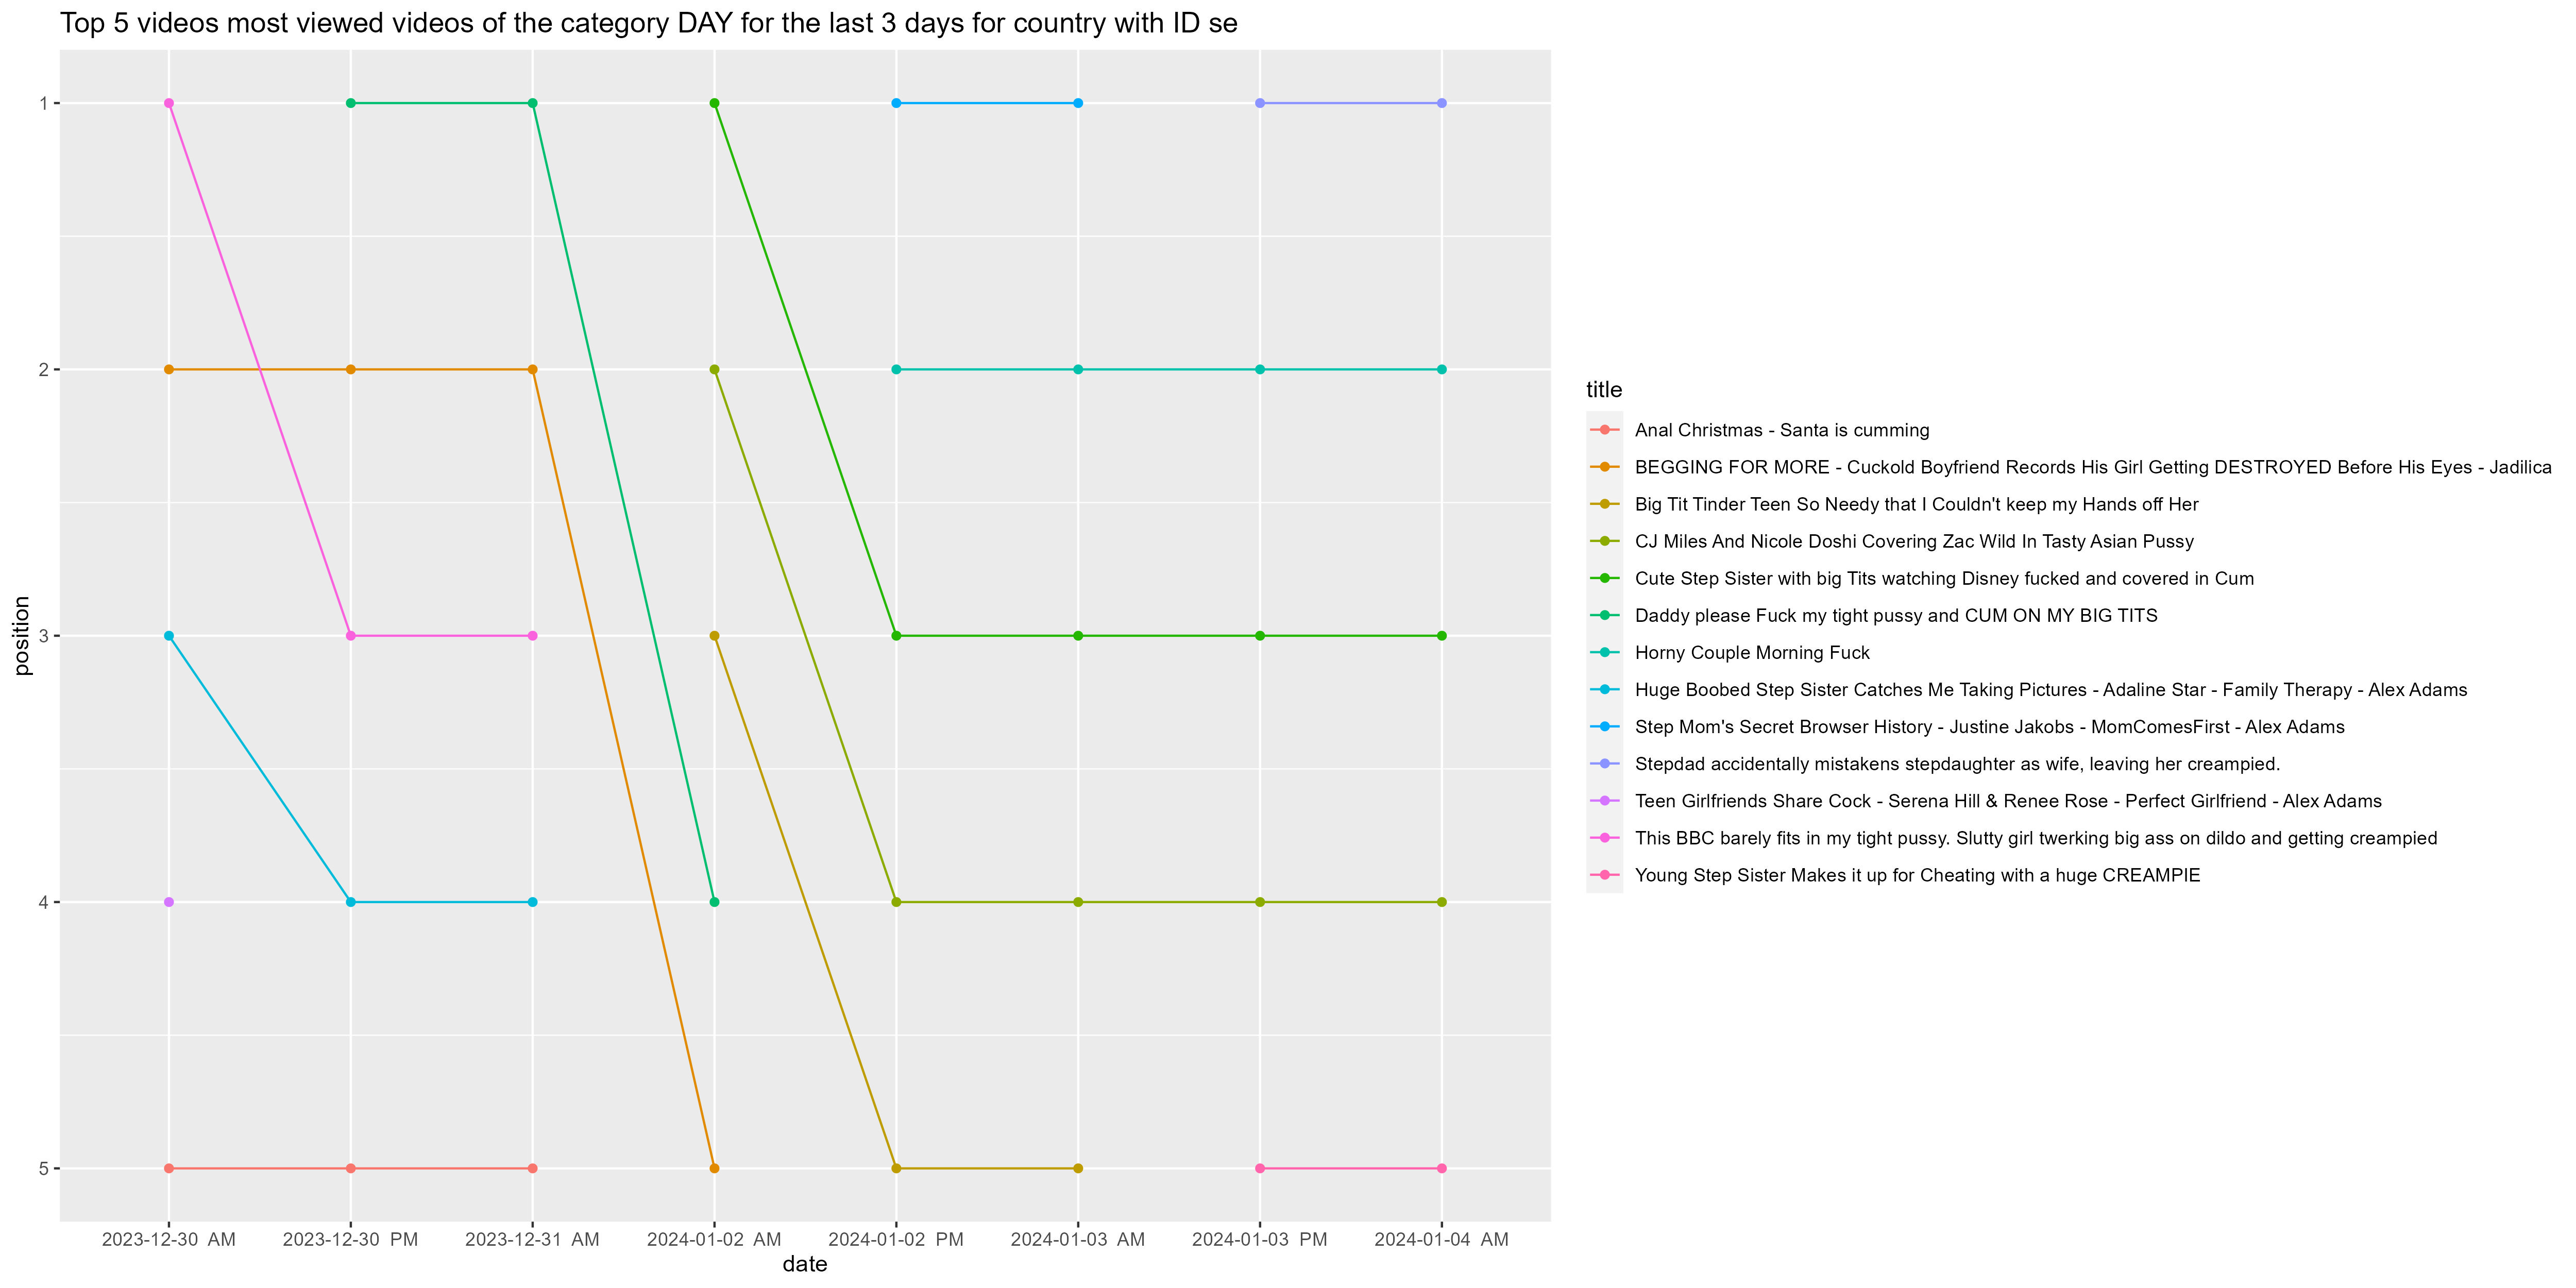 Top 5 videos most viewed videos of the category DAY for the last 3 days for country with ID se
position
1
2
3
4
5
2023-12-30 AM
2023-12-30 PM
2023-12-31 AM
2024-01-02 AM
2024-01-02 PM
2024-01-03 AM
2024-01-03 PM
2024-01-04 AM
date
title
Anal Christmas - Santa is cumming
BEGGING FOR MORE - Cuckold Boyfriend Records His Girl Getting DESTROYED Before His Eyes - Jadilica
Big Tit Tinder Teen So Needy that I Couldn't keep my Hands off Her
CJ Miles And Nicole Doshi Covering Zac Wild In Tasty Asian Pussy
Cute Step Sister with big Tits watching Disney fucked and covered in Cum
Daddy please Fuck my tight pussy and CUM ON MY BIG TITS
Horny Couple Morning Fuck
Huge Boobed Step Sister Catches Me Taking Pictures - Adaline Star - Family Therapy - Alex Adams
Step Mom's Secret Browser History - Justine Jakobs - MomComesFirst - Alex Adams
Stepdad accidentally mistakens stepdaughter as wife, leaving her creampied.
Teen Girlfriends Share Cock - Serena Hill & Renee Rose - Perfect Girlfriend - Alex Adams
This BBC barely fits in my tight pussy. Slutty girl twerking big ass on dildo and getting creampied
Young Step Sister Makes it up for Cheating with a huge CREAMPIE